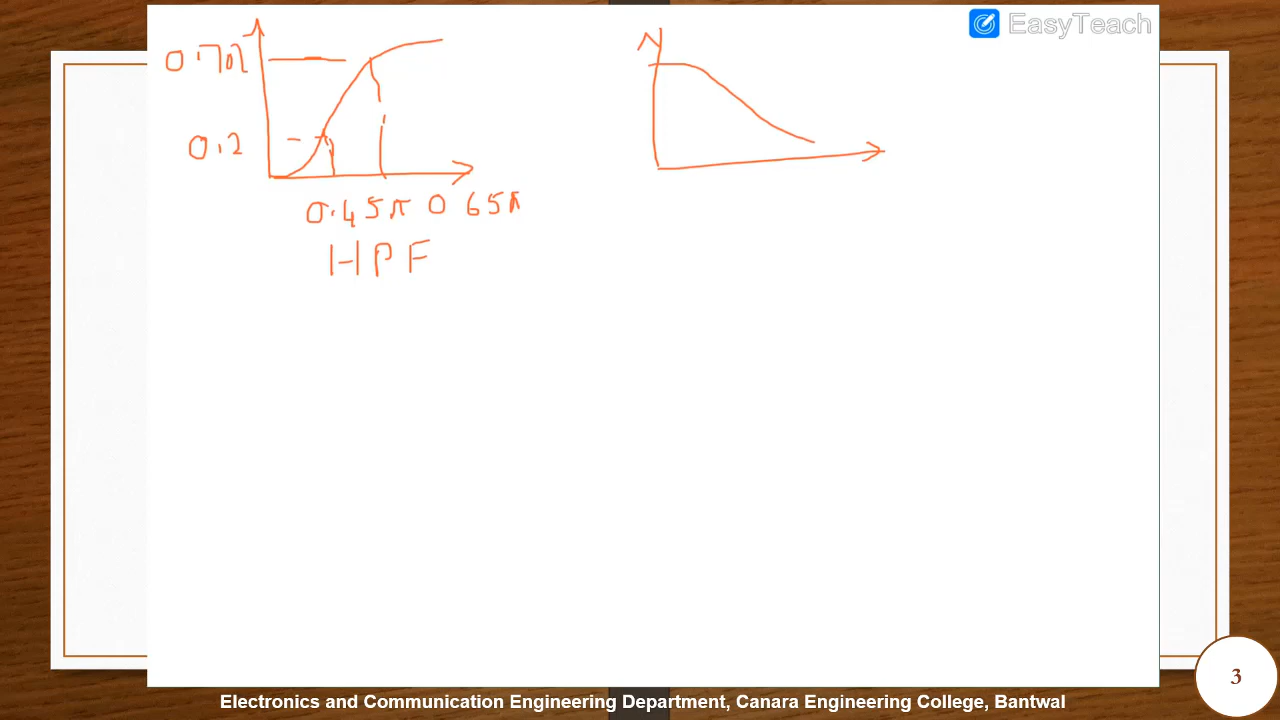 EasyTeach
0.707
0.2
0.45π 0 65π
HPF
3
Electronics and Communication Engineering Department, Canara Engineering College, Bantwal